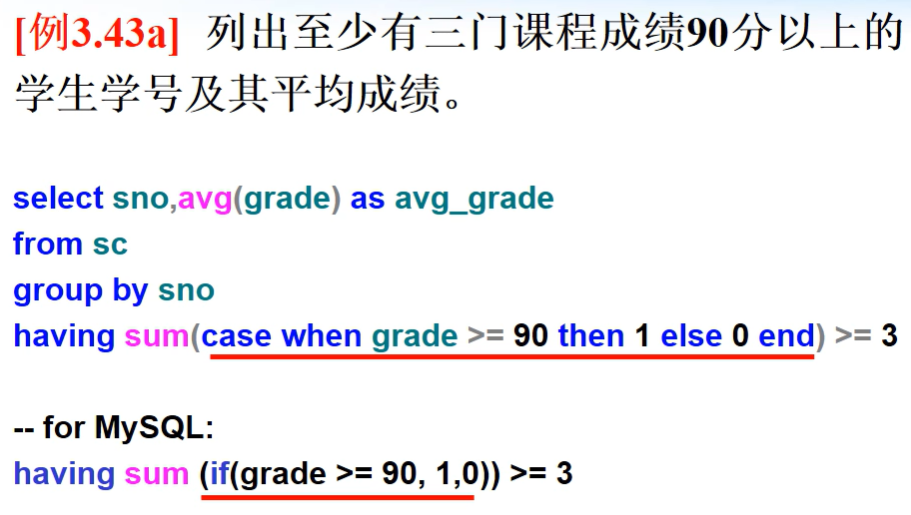 [例3.43a] 列出至少有三门课程成绩90分以上的
学生学号及其平均成绩。
select sno,avg(grade) as avg_grade
from sc
group by sno
having sum(case when grade >= 90 then 1 else 0 end) >= 3
-- for MySQL:
having sum (if(grade >= 90, 1,0)) >= 3